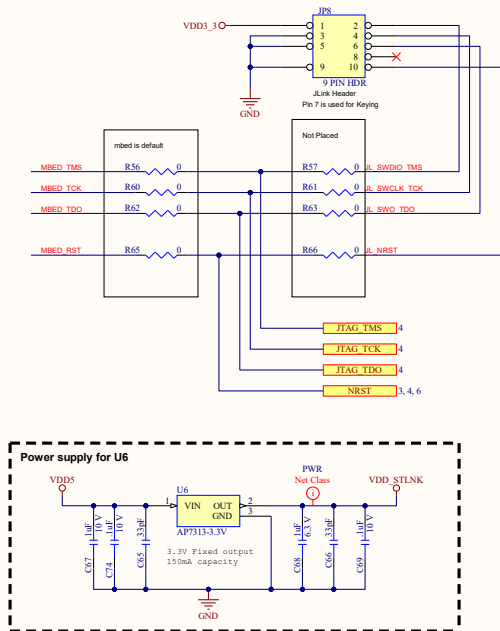 JP8
VDD3_3
1 2
3 4
5 6
8
9 10
9 PIN HDR
JLink Header
Pin 7 is used for Keying
GND
mbed is default
Not Placed
MBED_TMS R56 0 R57 0 JL_SWDIO_TMS
MBED_TCK R60 0 R61 0 JL_SWCLK_TCK
MBED_TDO R62 0 R63 0 JL_SWO_TDO
MBED_RST R65 0 R66 0 JL_NRST
JTAG_TMS 4
JTAG_TCK 4
JTAG_TDO 4
NRST 3, 4, 6
Power supply for U6
VDD5
U6
PWR
Net Class
VDD_STLNK
1 VIN OUT 2
GND 3
AP7313-3.3V
3.3V Fixed output
150mA capacity
C67 .1uF 10 V
C74 .1uF 10 V
C65 33pF
C68 1uF 6.3 V
C66 33pF
C69 .1uF 10 V
GND